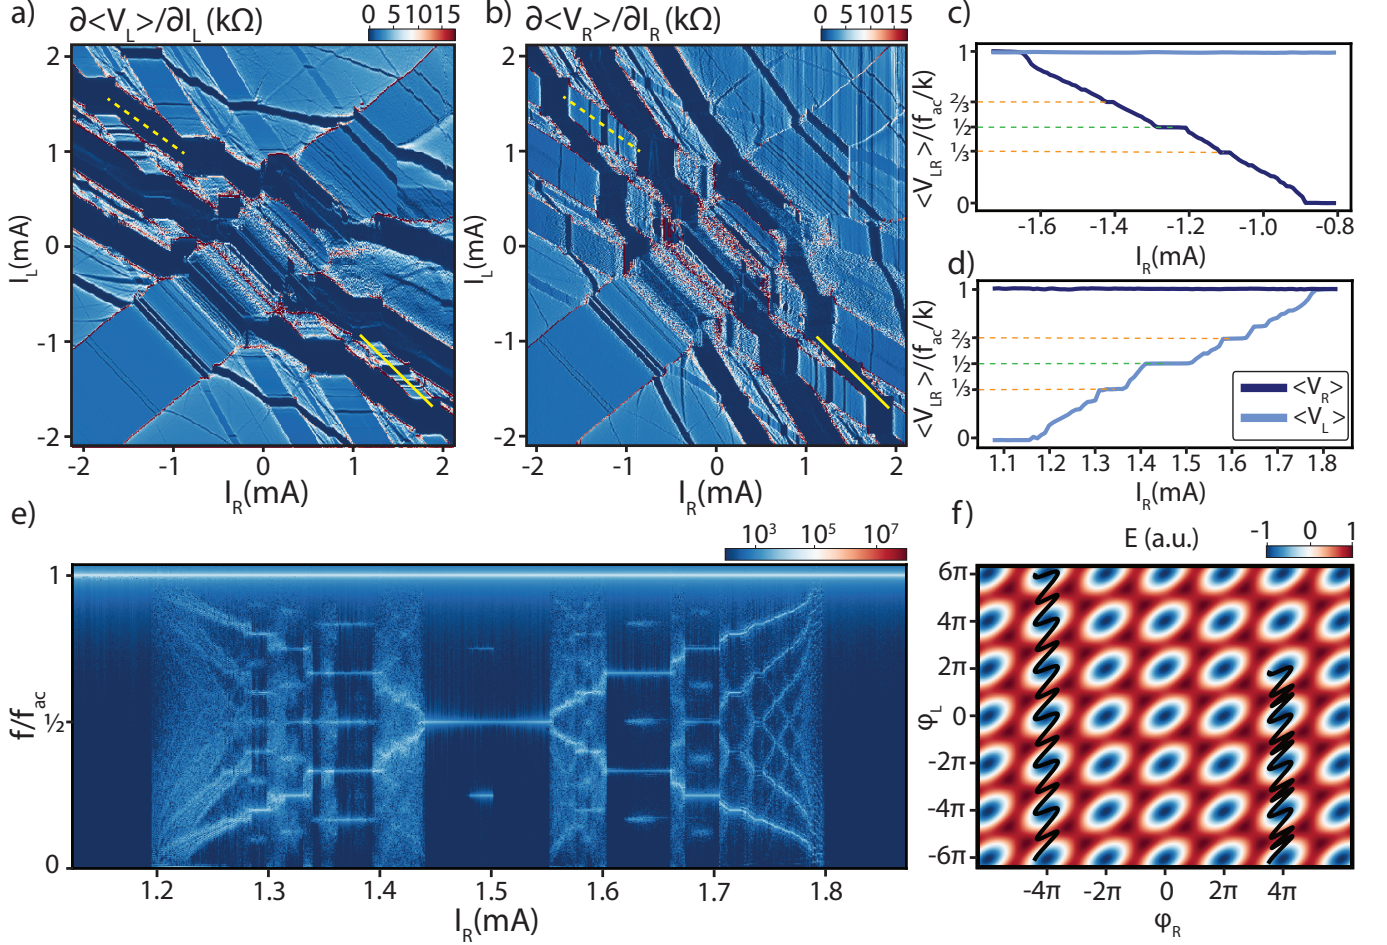 a)
∂<V_L>/∂I_L (kΩ)
0 5 10 15
I_L(mA)
2
1
0
-1
-2
-2 -1 0 1 2
I_R(mA)
b)
∂<V_R>/∂I_R (kΩ)
0 5 10 15
I_L(mA)
2
1
0
-1
-2
-2 -1 0 1 2
I_R(mA)
c)
<V_LR>/(f_ac/k)
1
⅔
½
⅓
0
-1.6 -1.4 -1.2 -1.0 -0.8
I_R(mA)
d)
<V_LR>/(f_ac/k)
1
⅔
½
⅓
0
<V_R>
<V_L>
1.1 1.2 1.3 1.4 1.5 1.6 1.7 1.8
I_R(mA)
e)
10³ 10⁵ 10⁷
f/f_ac
1
½
0
1.2 1.3 1.4 1.5 1.6 1.7 1.8
I_R(mA)
f)
E (a.u.)
-1 0 1
φ_L
6π
4π
2π
0
-2π
-4π
-6π
-4π -2π 0 2π 4π
φ_R